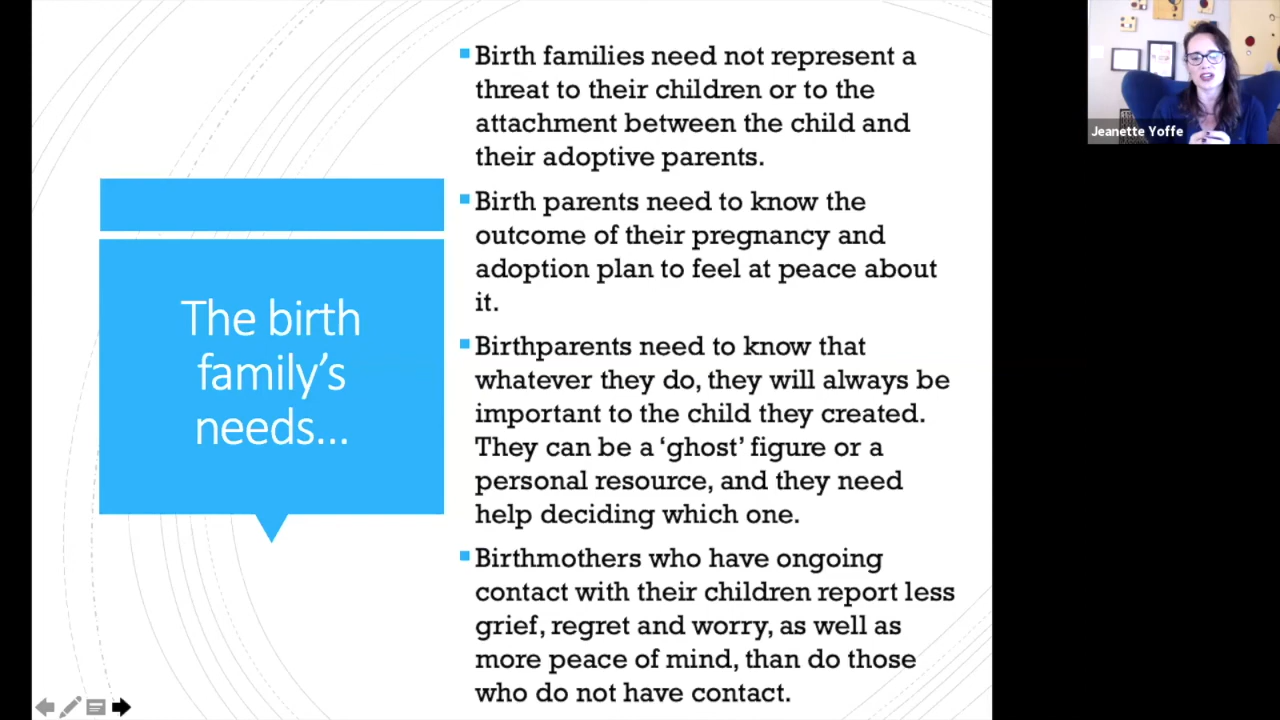 The birth
family's
needs...
Birth families need not represent a
threat to their children or to the
attachment between the child and
their adoptive parents.
Birth parents need to know the
outcome of their pregnancy and
adoption plan to feel at peace about
it.
Birthparents need to know that
whatever they do, they will always be
important to the child they created.
They can be a ‘ghost’ figure or a
personal resource, and they need
help deciding which one.
Birthmothers who have ongoing
contact with their children report less
grief, regret and worry, as well as
more peace of mind, than do those
who do not have contact.
Jeanette Yoffe